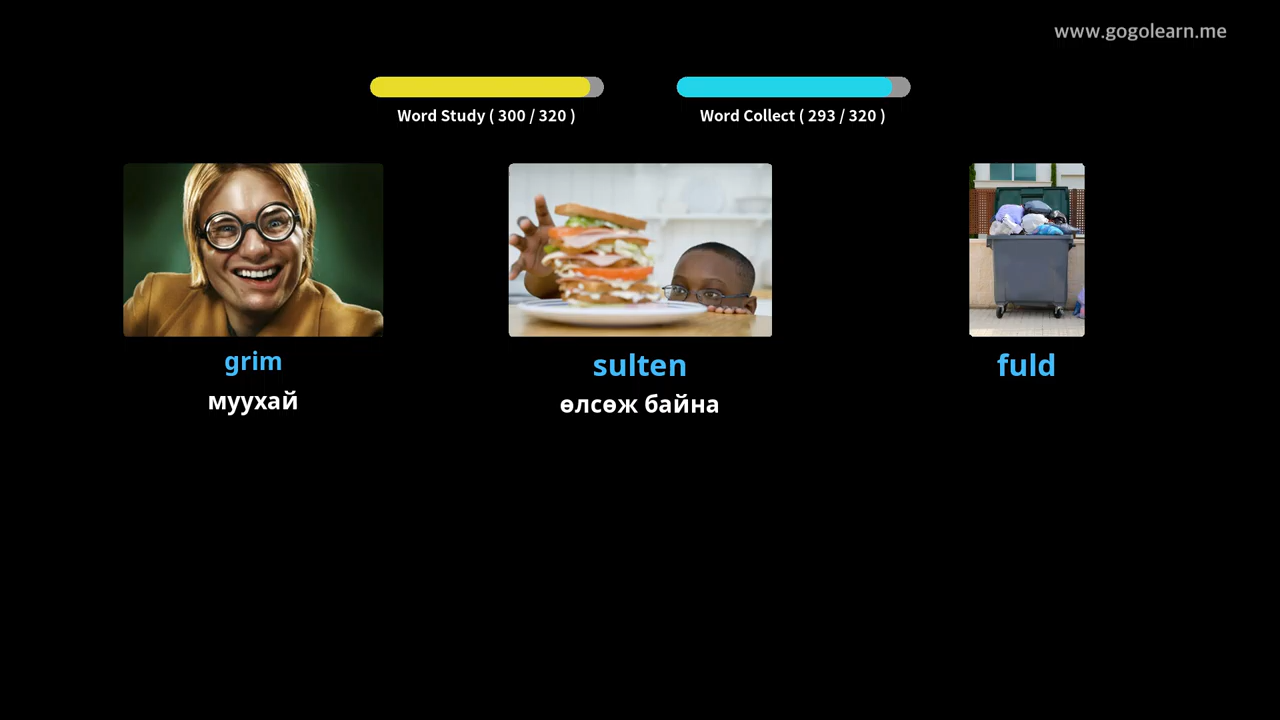 www.gogolearn.me
Word Study ( 300 / 320 )
Word Collect ( 293 / 320 )
grim
sulten
fuld
муухай
өлсөж байна